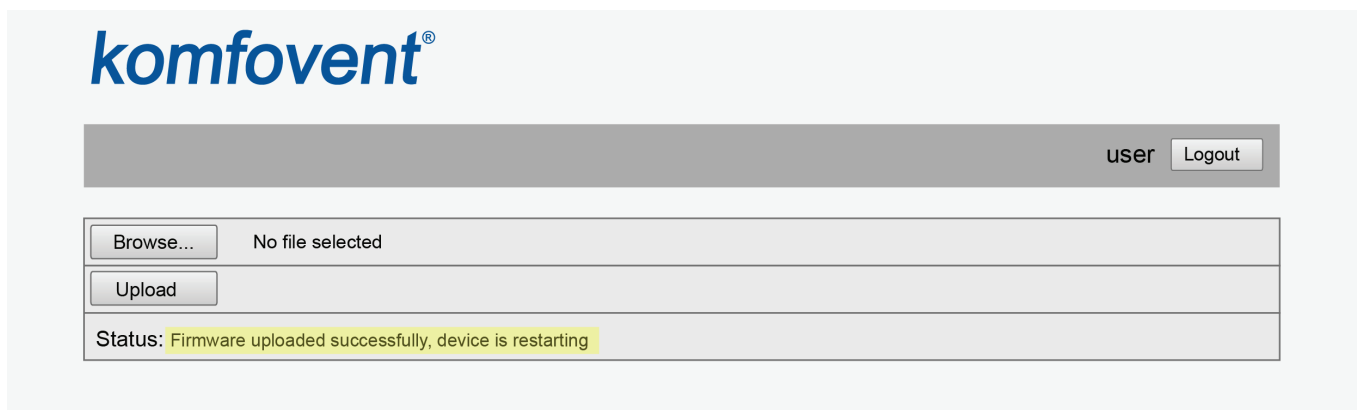 komfovent®
user Logout
Browse... No file selected
Upload
Status: Firmware uploaded successfully, device is restarting